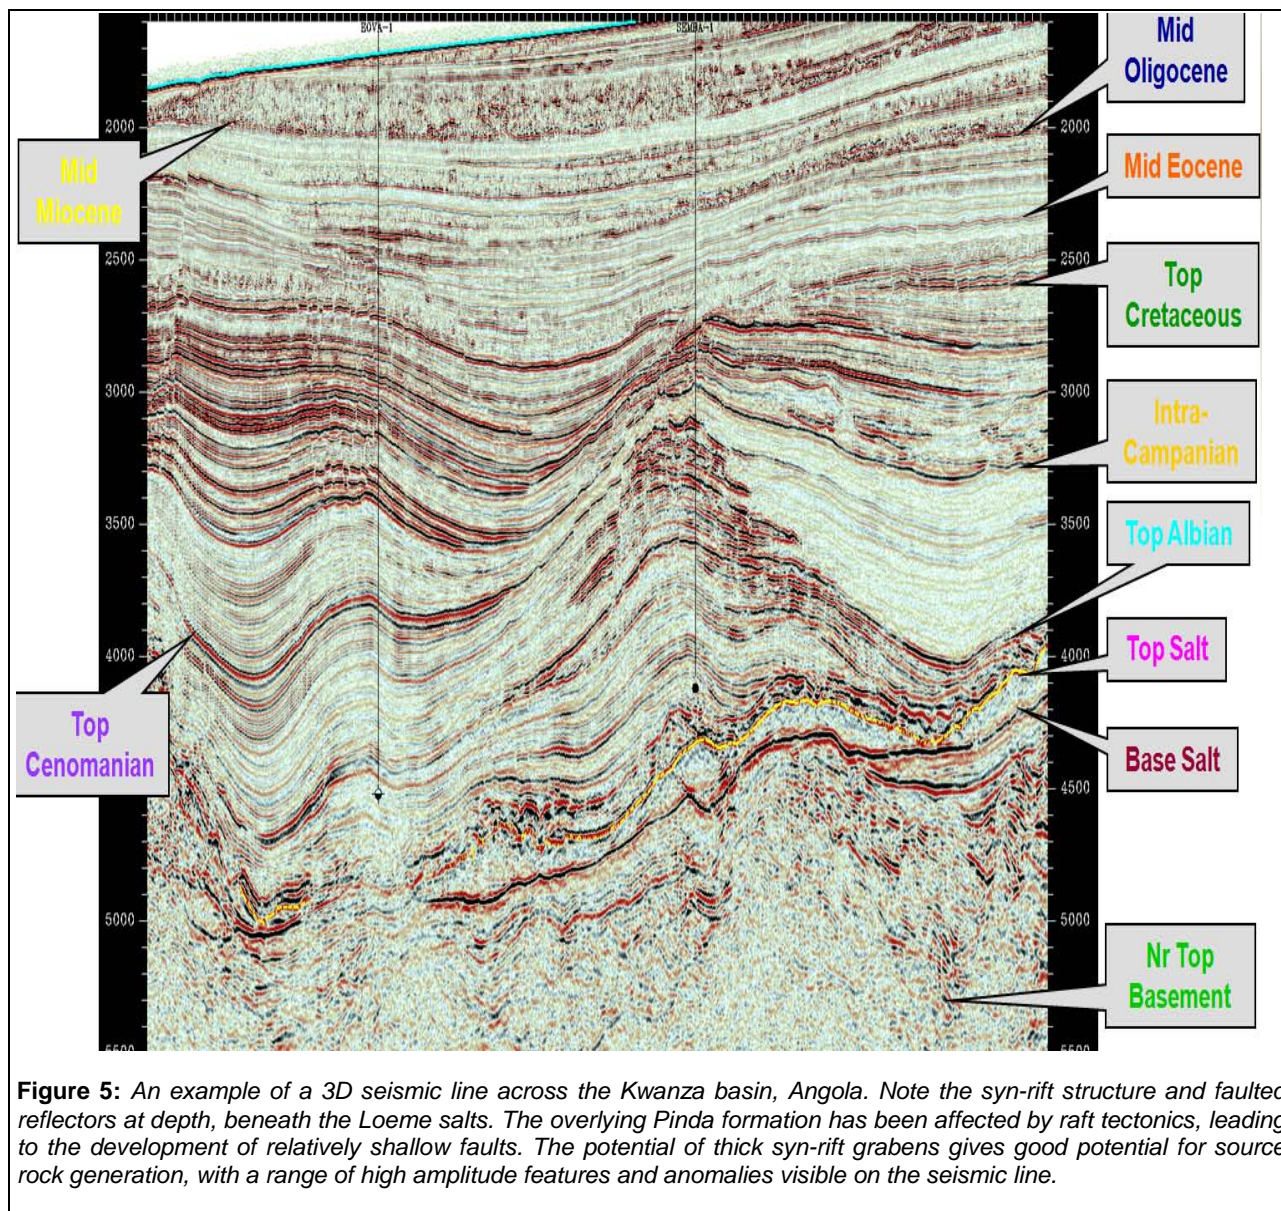 EOVA-1
SEMBA-1
Mid
Oligocene
2000
2000
Mid
Miocene
Mid Eocene
2500
2500
Top
Cretaceous
3000
3000
Intra-
Campanian
3500
3500
Top Albian
4000
4000
Top Salt
Top
Cenomanian
Base Salt
4500
4500
5000
5000
Nr Top
Basement
5500
5500
Figure 5: An example of a 3D seismic line across the Kwanza basin, Angola. Note the syn-rift structure and faulted
reflectors at depth, beneath the Loeme salts. The overlying Pinda formation has been affected by raft tectonics, leading
to the development of relatively shallow faults. The potential of thick syn-rift grabens gives good potential for source
rock generation, with a range of high amplitude features and anomalies visible on the seismic line.